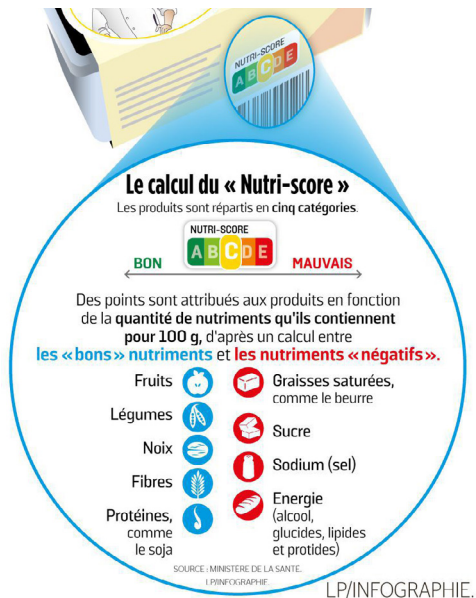 NUTRI-SCORE
A B C D E
Le calcul du « Nutri-score »
Les produits sont répartis en cinq catégories.
NUTRI-SCORE
A B C D E
BON
MAUVAIS
Des points sont attribués aux produits en fonction
de la quantité de nutriments qu'ils contiennent
pour 100 g, d'après un calcul entre
les «bons» nutriments et les nutriments «négatifs».
Fruits
Légumes
Noix
Fibres
Protéines,
comme
le soja
Graisses saturées,
comme le beurre
Sucre
Sodium (sel)
Energie
(alcool,
glucides, lipides
et protides)
SOURCE : MINISTERE DE LA SANTÉ.
LP/INFOGRAPHIE.
LP/INFOGRAPHIE.